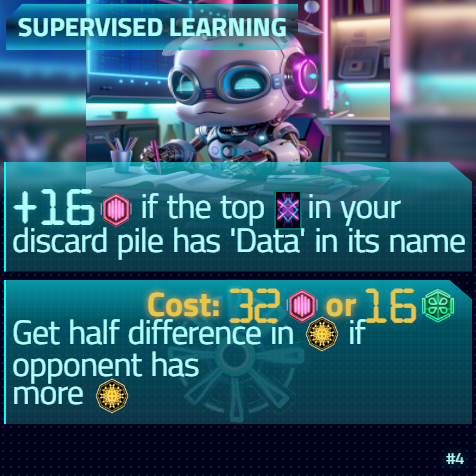 SUPERVISED LEARNING
+16 if the top in your
discard pile has 'Data' in its name
Cost: 32 or 16
Get half difference in if
opponent has
more
#4